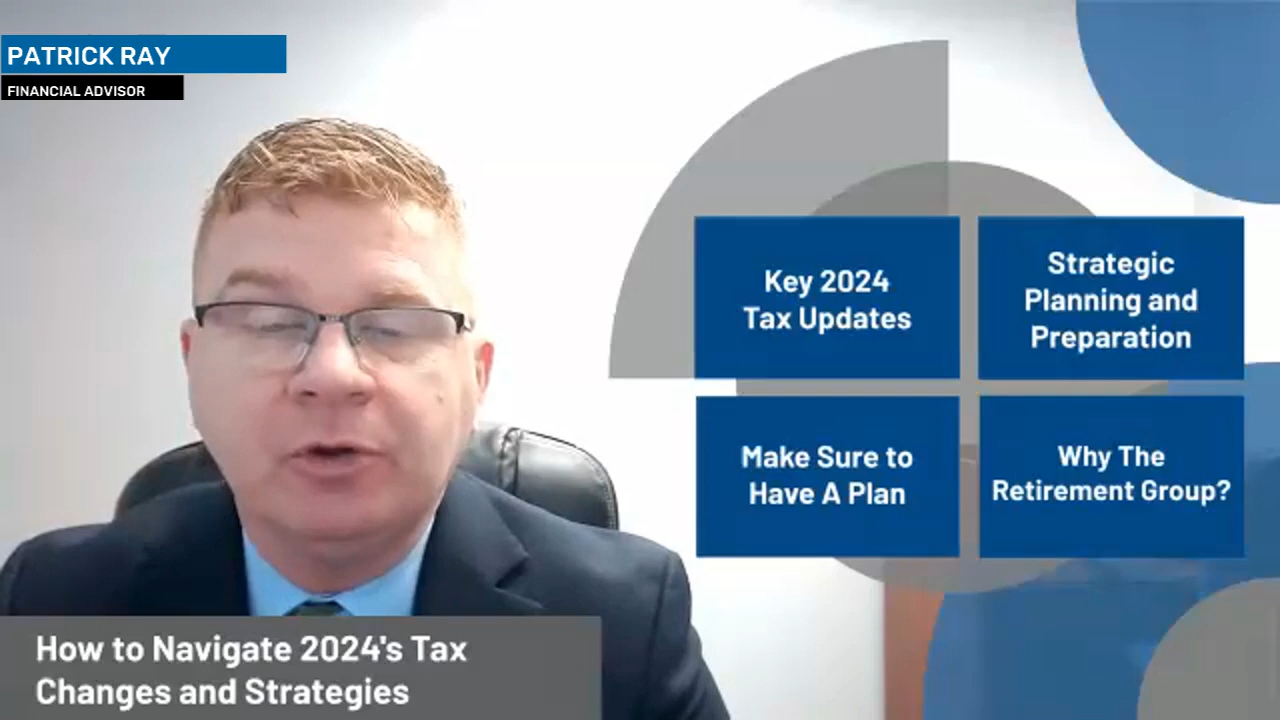 PATRICK RAY
FINANCIAL ADVISOR
Key 2024
Tax Updates
Strategic
Planning and
Preparation
Make Sure to
Have A Plan
Why The
Retirement Group?
How to Navigate 2024's Tax
Changes and Strategies